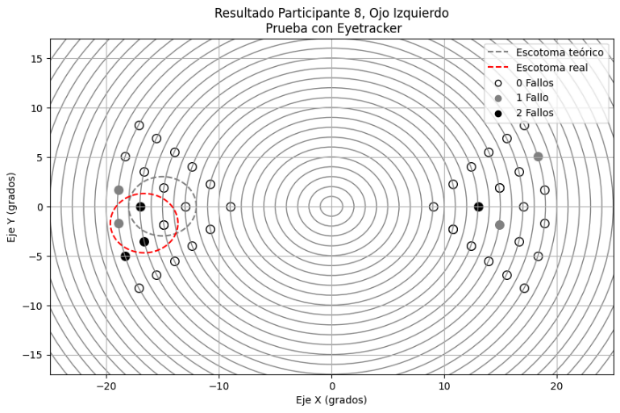 Resultado Participante 8, Ojo Izquierdo
Prueba con Eyetracker
Escotoma teórico
Escotoma real
0 Fallos
1 Fallo
2 Fallos
Eje Y (grados)
15
10
5
0
−5
−10
−15
−20
−10
0
10
20
Eje X (grados)